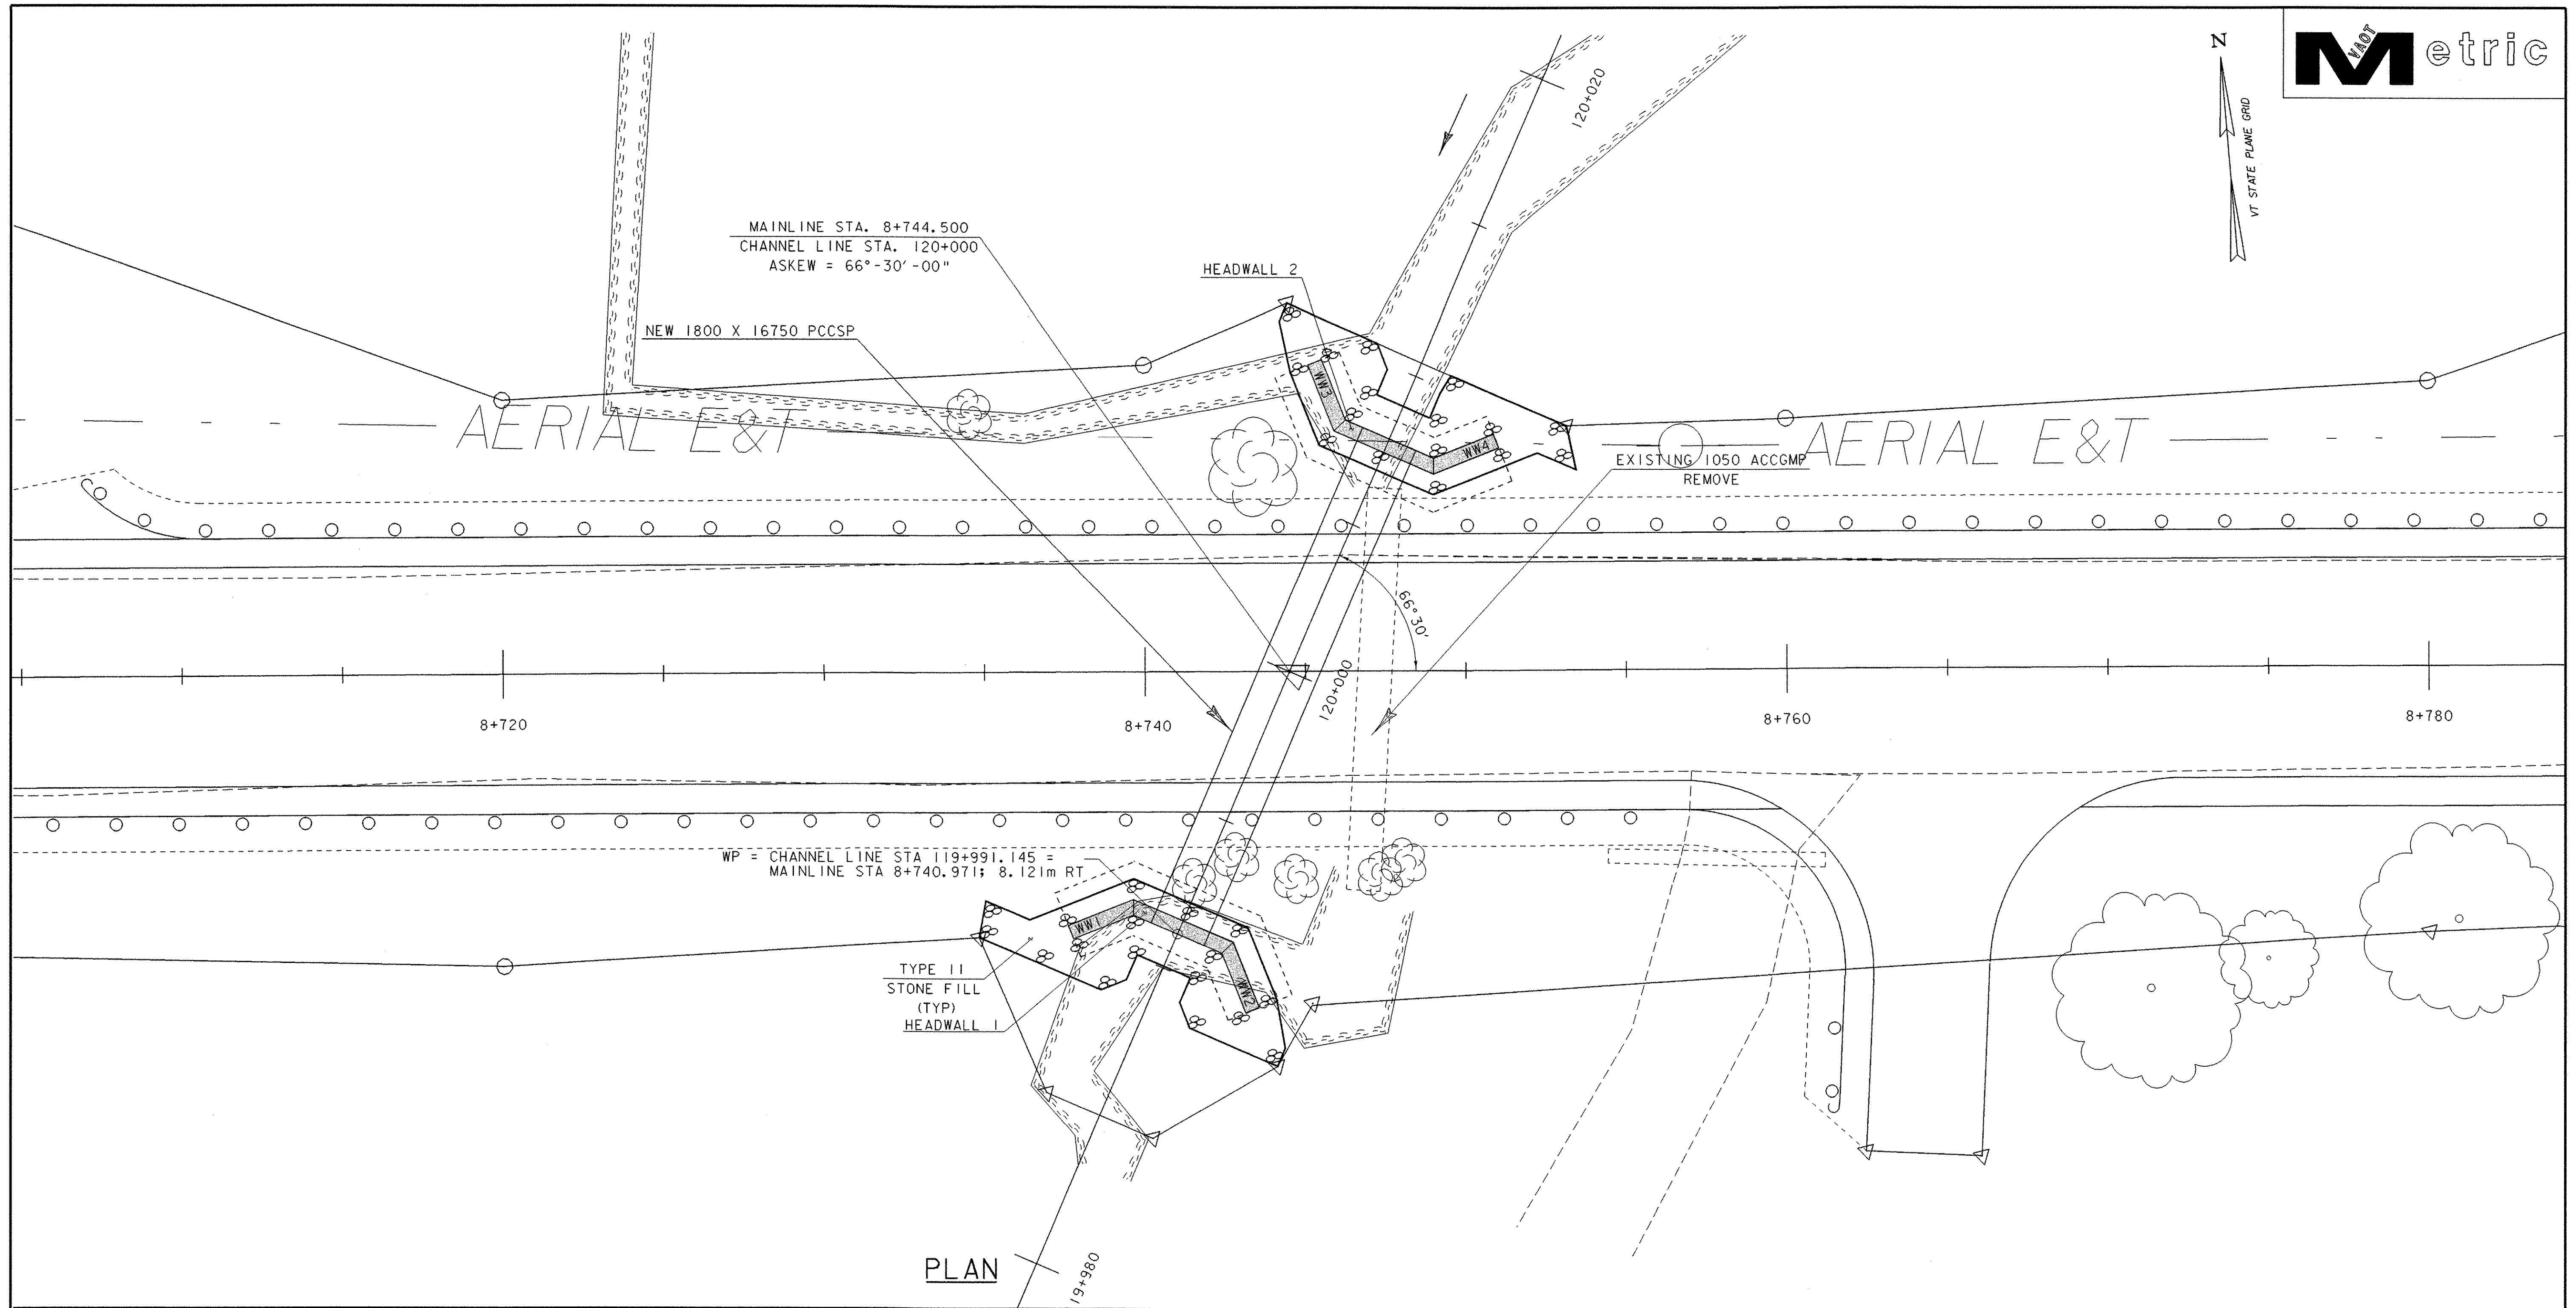 VAOT
Metric
N
VT STATE PLANE GRID
120+020
MAINLINE STA. 8+744.500
CHANNEL LINE STA. 120+000
ASKEW = 66°-30'-00"
HEADWALL 2
NEW 1800 X 16750 PCCSP
WW3
WW4
AERIAL E&T
AERIAL E&T
EXISTING 1050 ACCGMP
REMOVE
66°30'
120+000
8+720
8+740
8+760
8+780
WP = CHANNEL LINE STA 119+991.145 =
MAINLINE STA 8+740.971; 8.121m RT
WW1
WW2
TYPE II
STONE FILL
(TYP)
HEADWALL 1
PLAN
19+980